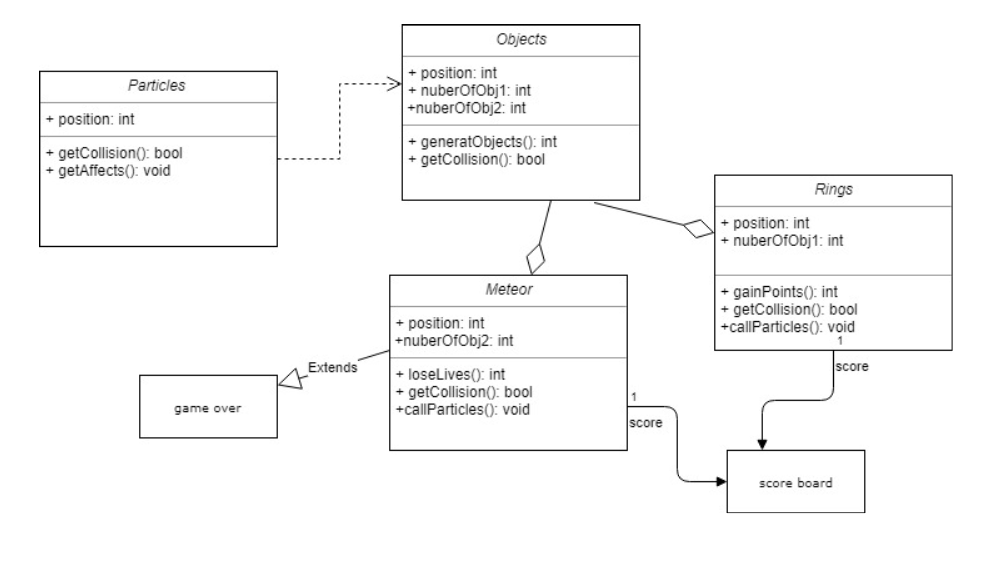 Objects
+ position: int
+ nuberOfObj1: int
+nuberOfObj2: int
+ generatObjects(): int
+ getCollision(): bool
Particles
+ position: int
+ getCollision(): bool
+ getAffects(): void
Rings
+ position: int
+ nuberOfObj1: int
+ gainPoints(): int
+ getCollision(): bool
+callParticles(): void
1
score
Meteor
+ position: int
+nuberOfObj2: int
+ loseLives(): int
+ getCollision(): bool
+callParticles(): void
Extends
game over
1
score
score board